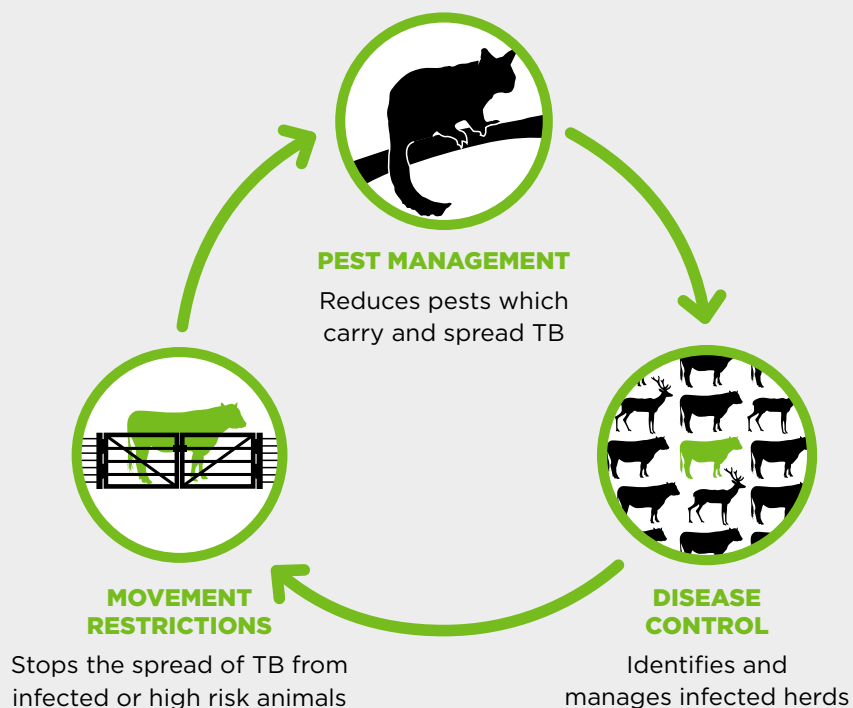 PEST MANAGEMENT
Reduces pests which
carry and spread TB
MOVEMENT
RESTRICTIONS
Stops the spread of TB from
infected or high risk animals
DISEASE
CONTROL
Identifies and
manages infected herds